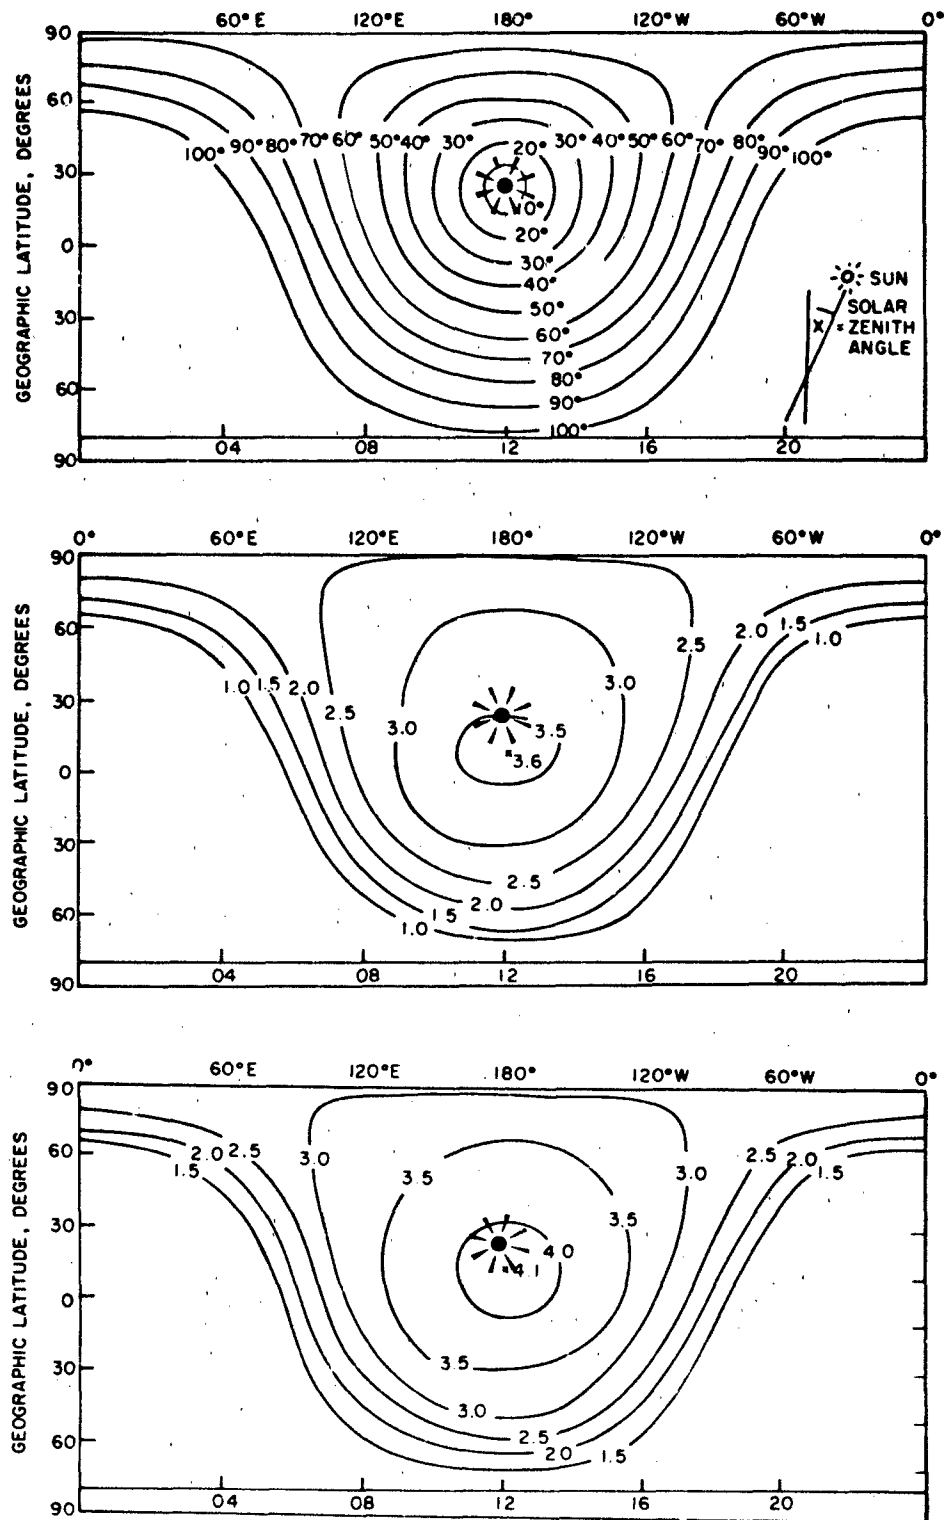 60°E 120°E 180° 120°W 60°W 0°
GEOGRAPHIC LATITUDE, DEGREES
90
60
30
0
30
60
90
100° 90° 80° 70° 60° 50° 40° 30° 20° 30° 40° 50° 60° 70° 80° 90° 100°
10°
20°
30°
40°
50°
60°
70°
80°
90°
100°
SUN
SOLAR
X = ZENITH
ANGLE
04 08 12 16 20
0° 60°E 120°E 180° 120°W 60°W 0°
GEOGRAPHIC LATITUDE, DEGREES
90
60
30
0
30
60
90
1.0 1.5 2.0 2.5 3.0 3.5 3.0 2.5 2.0 1.5 1.0
3.6
2.5
2.0
1.5
1.0
04 08 12 16 20
0° 60°E 120°E 180° 120°W 60°W 0°
GEOGRAPHIC LATITUDE, DEGREES
90
60
30
0
30
60
90
1.5 2.0 2.5 3.0 3.5 4.0 3.5 3.0 2.5 2.0 1.5
4.1
3.5
3.0
2.5
2.0 1.5
04 08 12 16 20